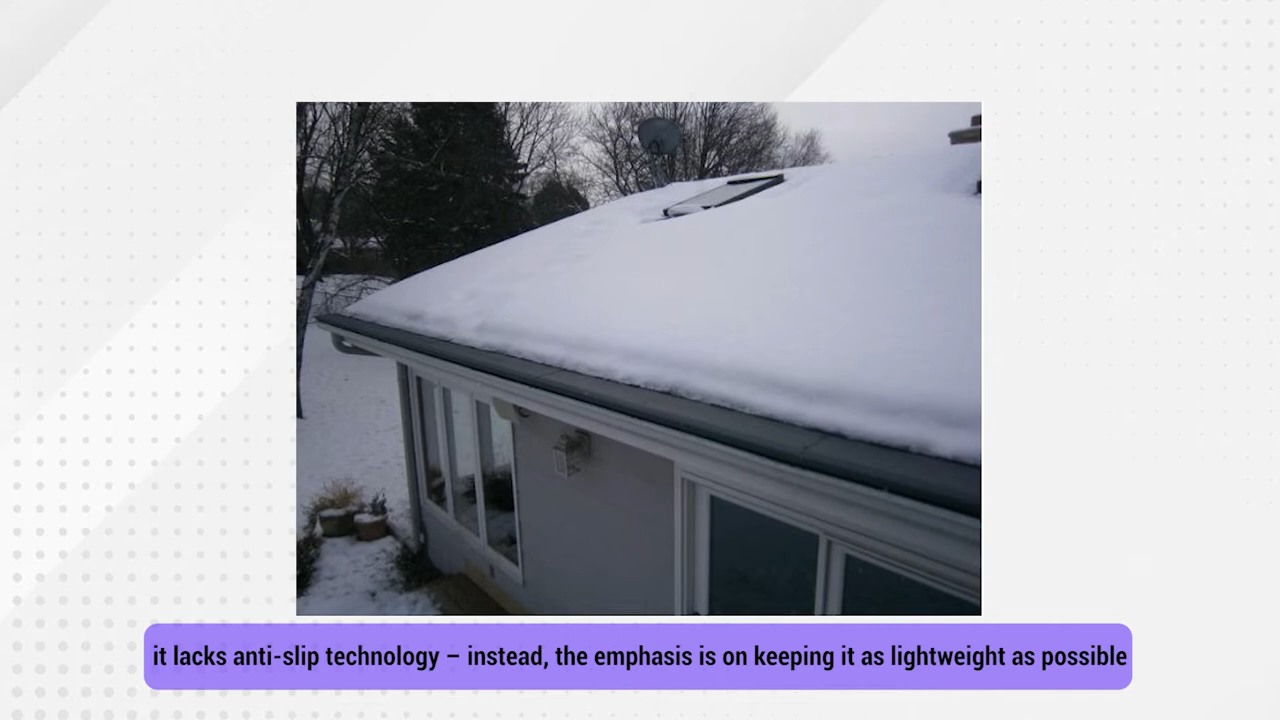 it lacks anti-slip technology – instead, the emphasis is on keeping it as lightweight as possible